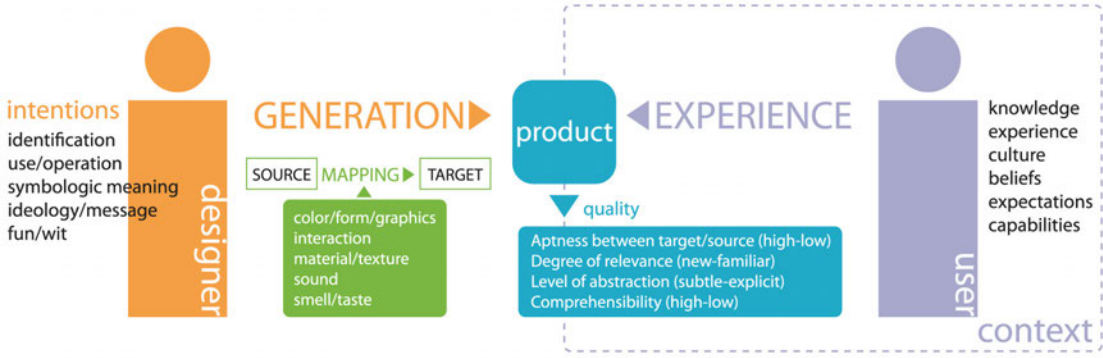 intentions
identification
use/operation
symbologic meaning
ideology/message
fun/wit
designer
GENERATION
SOURCE MAPPING TARGET
color/form/graphics
interaction
material/texture
sound
smell/taste
product
quality
Aptness between target/source (high-low)
Degree of relevance (new-familiar)
Level of abstraction (subtle-explicit)
Comprehensibility (high-low)
EXPERIENCE
user
knowledge
experience
culture
beliefs
expectations
capabilities
context